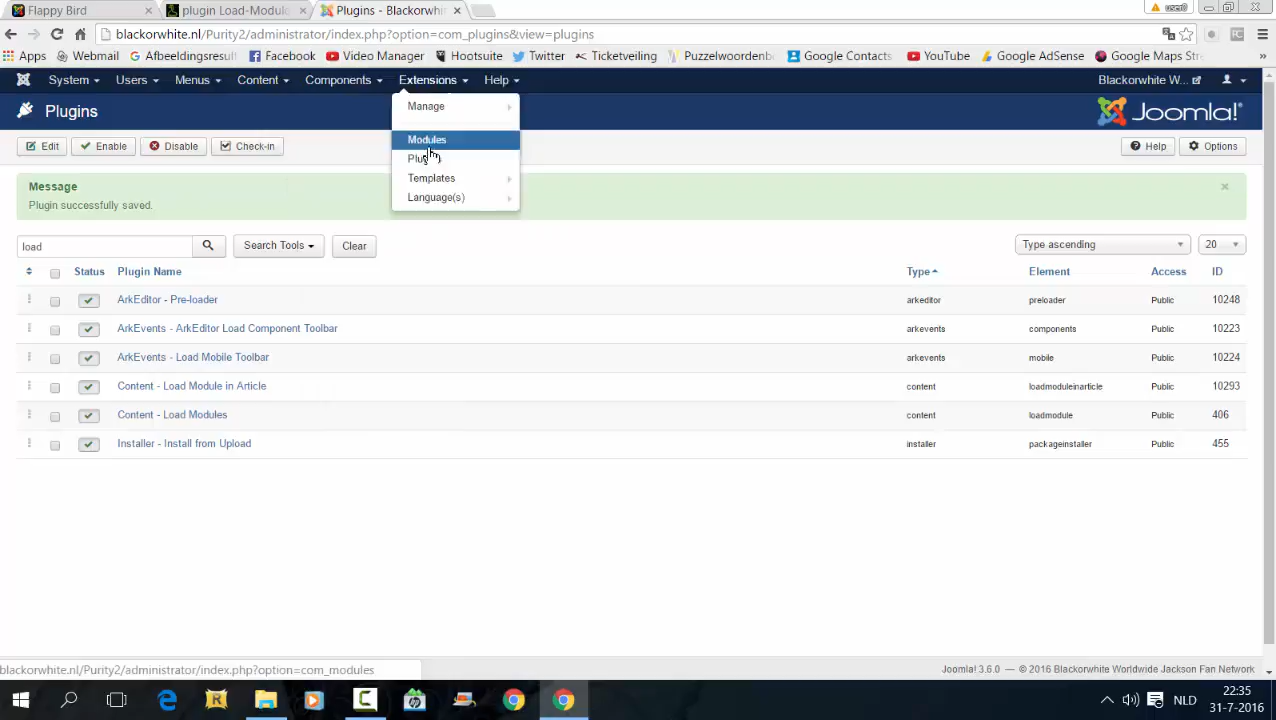 Flappy Bird
plugin Load-Modul
Plugins - Blackorwhi
user0
blackorwhite.nl/Purity2/administrator/index.php?option=com_plugins&view=plugins
Apps Webmail Afbeeldingsgr Facebook Video Manager Hootsuite Twitter Ticketveiling Puzzelwoordenb Google Contacts YouTube Google AdSense Google Maps Stre
System Users Menus Content Components Extensions Help Blackorwhite W...
Plugins
Joomla!
Manage
Modules
Templates
Language(s)
Edit Enable Disable Check-in Help Options
Message
Plugin successfully saved.
load Search Tools Clear Type ascending 20
Status Plugin Name Type Element Access ID
ArkEditor - Pre-loader arkeditor preloader Public 10248
ArkEvents - ArkEditor Load Component Toolbar arkevents components Public 10223
ArkEvents - Load Mobile Toolbar arkevents mobile Public 10224
Content - Load Module in Article content loadmoduleinarticle Public 10293
Content - Load Modules content loadmodule Public 406
Installer - Install from Upload installer packageinstaller Public 455
blackorwhite.nl/Purity2/administrator/index.php?option=com_modules
Joomla! 3.6.0 — © 2016 Blackorwhite Worldwide Jackson Fan Network
NLD
22:35
31-7-2016